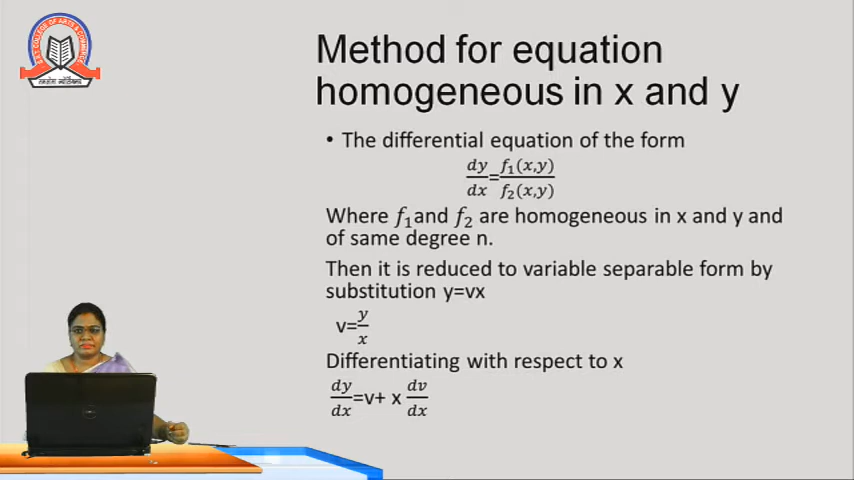 Method for equation
homogeneous in x and y
• The differential equation of the form
dy/dx=f₁(x,y)/f₂(x,y)
Where f₁and f₂ are homogeneous in x and y and
of same degree n.
Then it is reduced to variable separable form by
substitution y=vx
v=y/x
Differentiating with respect to x
dy/dx=v+ x dv/dx